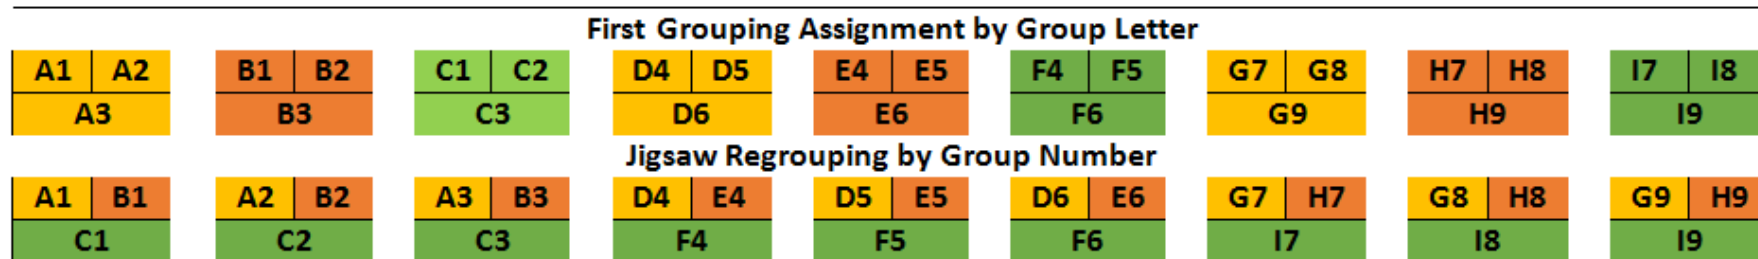 First Grouping Assignment by Group Letter
A1 A2 B1 B2 C1 C2 D4 D5 E4 E5 F4 F5 G7 G8 H7 H8 I7 I8
A3 B3 C3 D6 E6 F6 G9 H9 I9
Jigsaw Regrouping by Group Number
A1 B1 A2 B2 A3 B3 D4 E4 D5 E5 D6 E6 G7 H7 G8 H8 G9 H9
C1 C2 C3 F4 F5 F6 I7 I8 I9